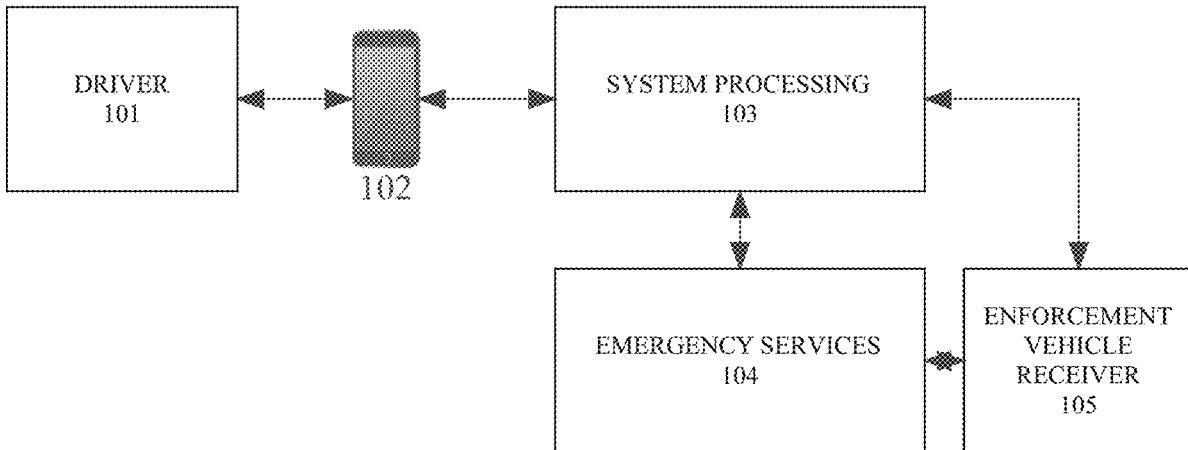 DRIVER
101
102
SYSTEM PROCESSING
103
EMERGENCY SERVICES
104
ENFORCEMENT
VEHICLE
RECEIVER
105